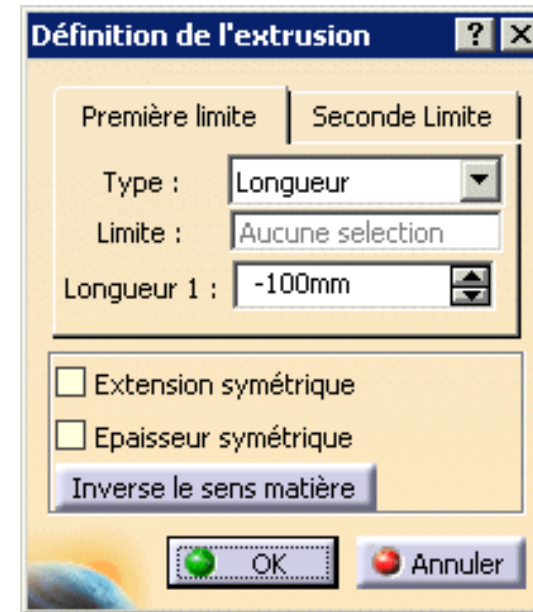 Définition de l'extrusion
Première limite Seconde Limite
Type : Longueur
Limite : Aucune selection
Longueur 1 : -100mm
Extension symétrique
Epaisseur symétrique
Inverse le sens matière
OK Annuler